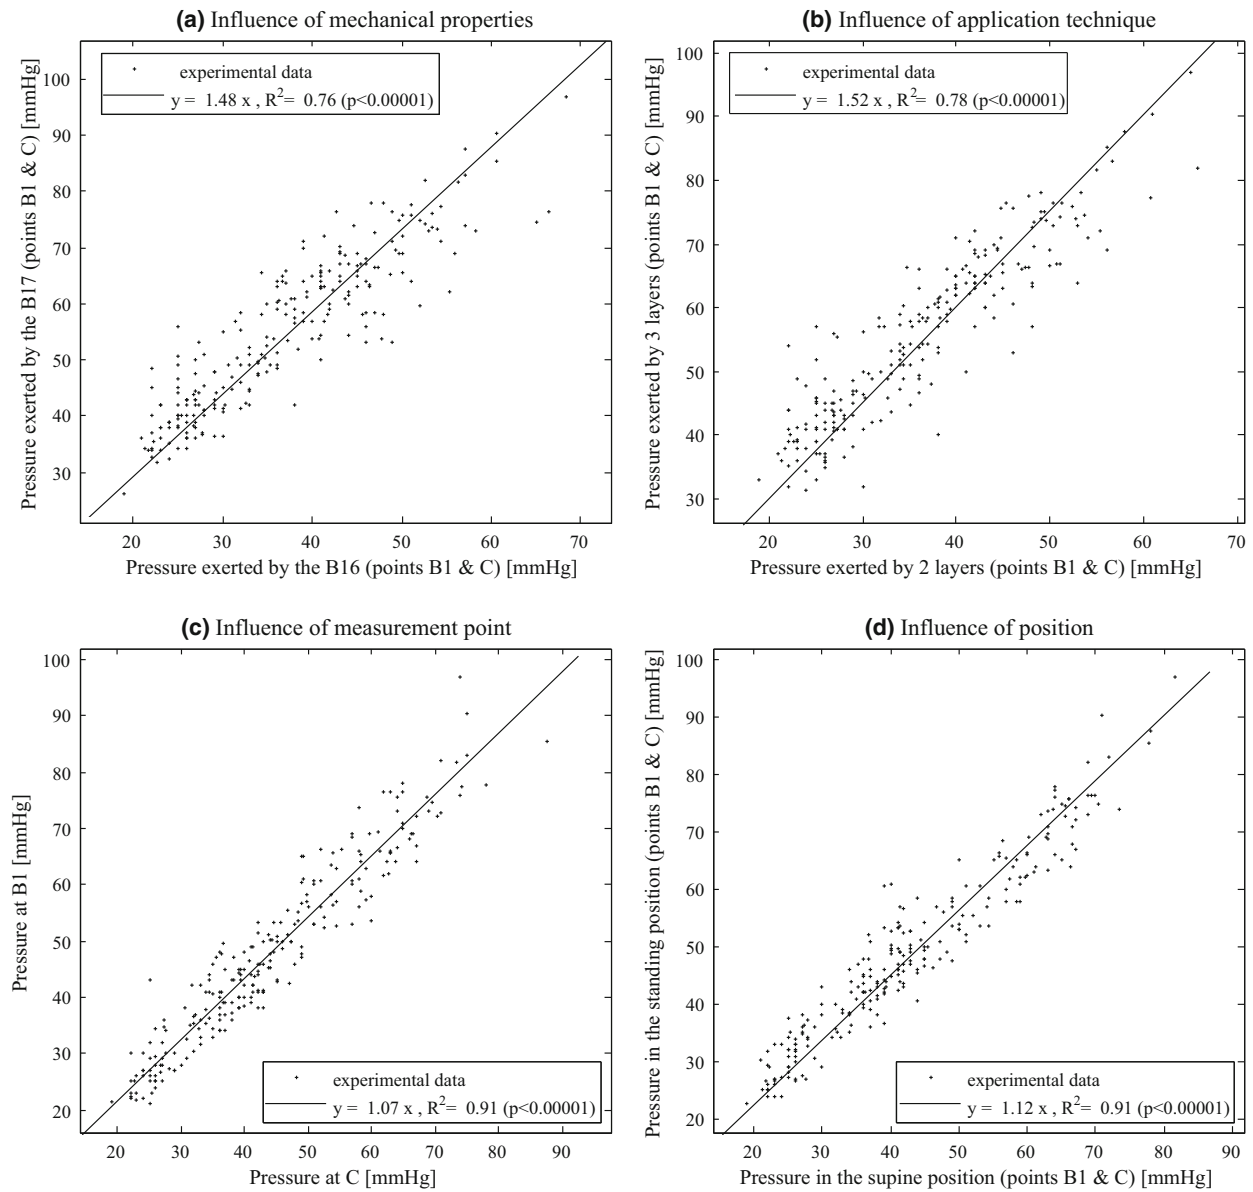 (a) Influence of mechanical properties
experimental data
y = 1.48 x , R2= 0.76 (p<0.00001)
Pressure exerted by the B17 (points B1 & C) [mmHg]
100
90
80
70
60
50
40
30
20 30 40 50 60 70
Pressure exerted by the B16 (points B1 & C) [mmHg]
(b) Influence of application technique
experimental data
y = 1.52 x , R2= 0.78 (p<0.00001)
Pressure exerted by 3 layers (points B1 & C) [mmHg]
100
90
80
70
60
50
40
30
20 30 40 50 60 70
Pressure exerted by 2 layers (points B1 & C) [mmHg]
(c) Influence of measurement point
Pressure at B1 [mmHg]
100
90
80
70
60
50
40
30
20
experimental data
y = 1.07 x , R2= 0.91 (p<0.00001)
20 30 40 50 60 70 80 90
Pressure at C [mmHg]
(d) Influence of position
Pressure in the standing position (points B1 & C) [mmHg]
100
90
80
70
60
50
40
30
20
experimental data
y = 1.12 x , R2= 0.91 (p<0.00001)
20 30 40 50 60 70 80 90
Pressure in the supine position (points B1 & C) [mmHg]